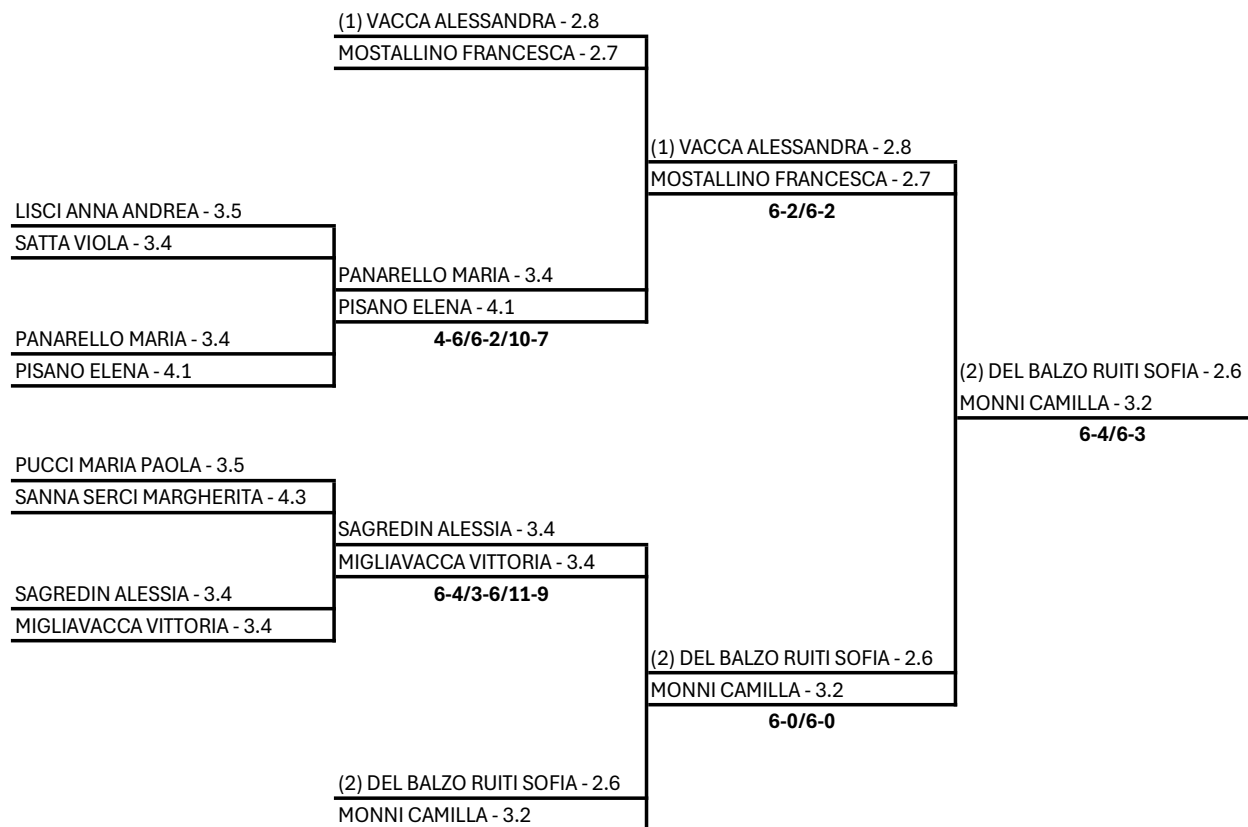 (1) VACCA ALESSANDRA - 2.8
MOSTALLINO FRANCESCA - 2.7
(1) VACCA ALESSANDRA - 2.8
MOSTALLINO FRANCESCA - 2.7
6-2/6-2
LISCI ANNA ANDREA - 3.5
SATTA VIOLA - 3.4
PANARELLO MARIA - 3.4
PISANO ELENA - 4.1
4-6/6-2/10-7
PANARELLO MARIA - 3.4
PISANO ELENA - 4.1
(2) DEL BALZO RUITI SOFIA - 2.6
MONNI CAMILLA - 3.2
6-4/6-3
PUCCI MARIA PAOLA - 3.5
SANNA SERCI MARGHERITA - 4.3
SAGREDIN ALESSIA - 3.4
MIGLIAVACCA VITTORIA - 3.4
6-4/3-6/11-9
SAGREDIN ALESSIA - 3.4
MIGLIAVACCA VITTORIA - 3.4
(2) DEL BALZO RUITI SOFIA - 2.6
MONNI CAMILLA - 3.2
6-0/6-0
(2) DEL BALZO RUITI SOFIA - 2.6
MONNI CAMILLA - 3.2